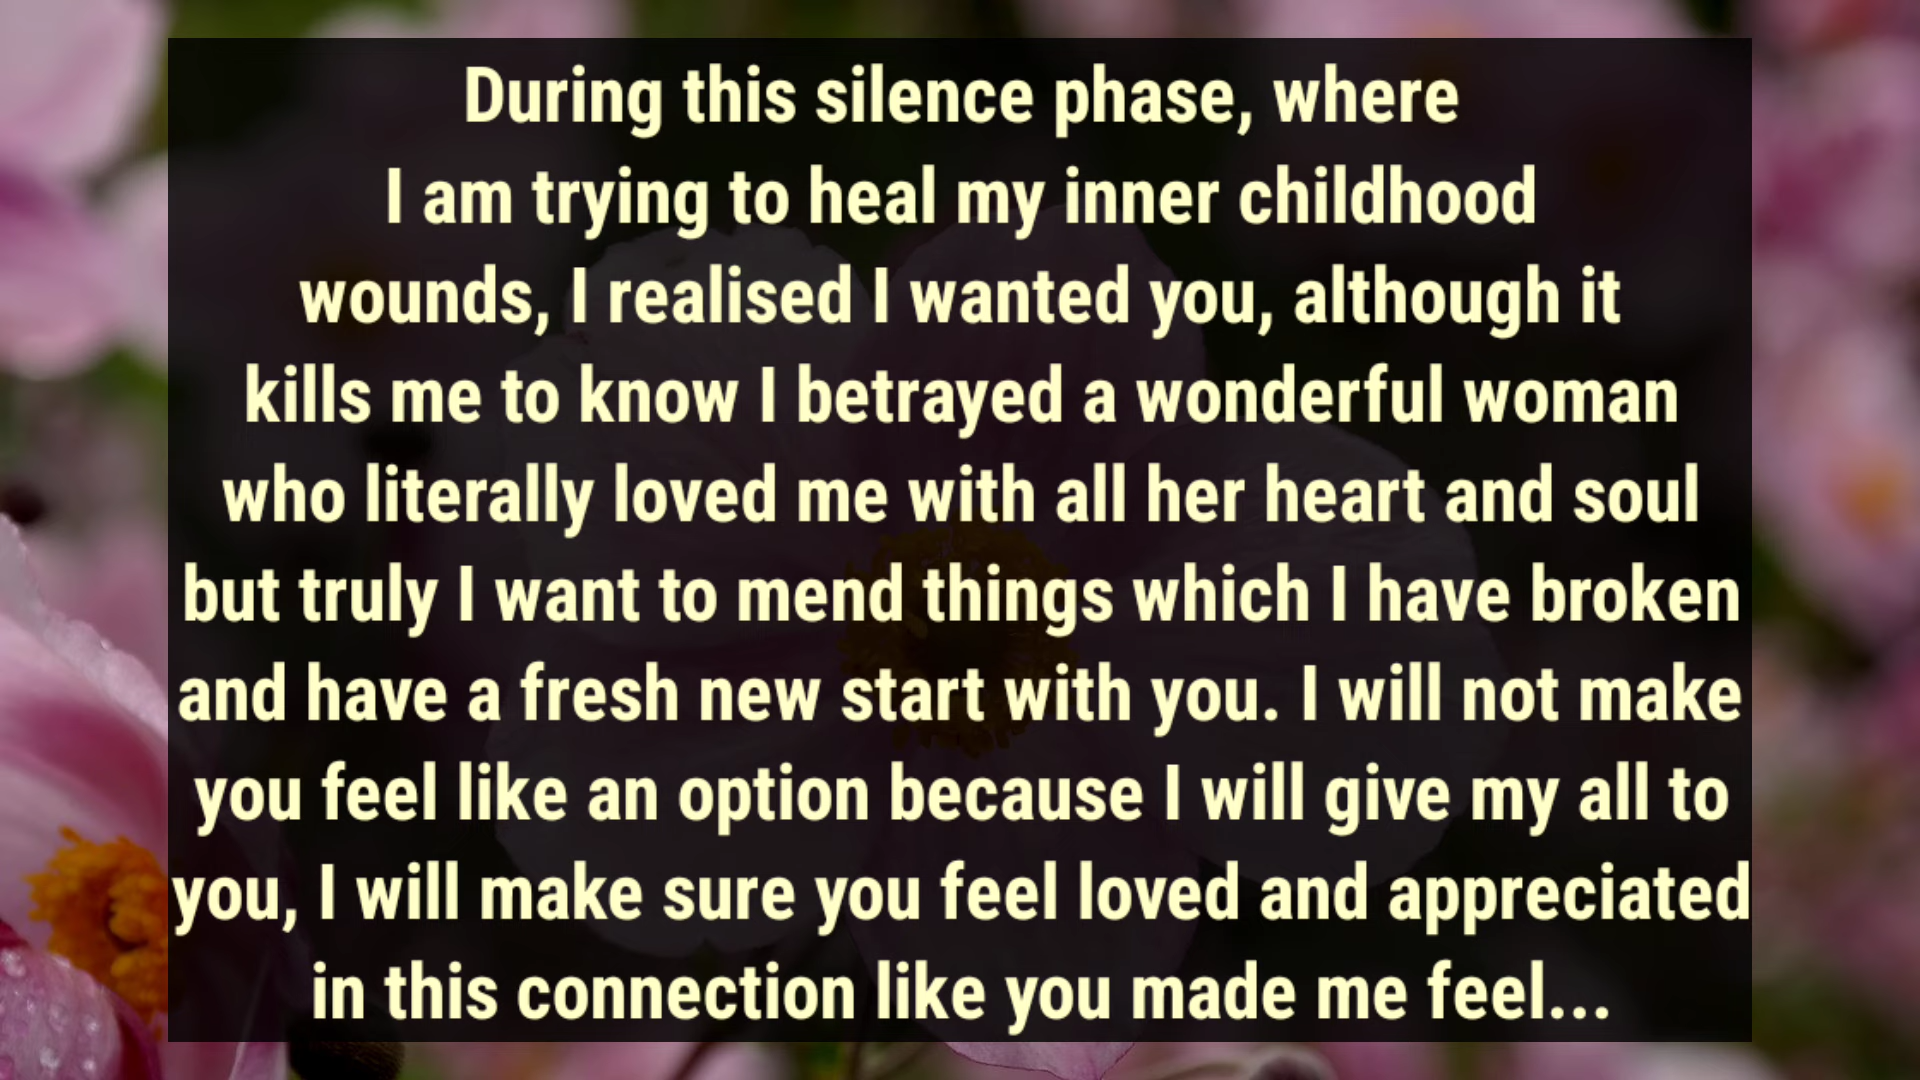 During this silence phase, where
I am trying to heal my inner childhood
wounds, I realised I wanted you, although it
kills me to know I betrayed a wonderful woman
who literally loved me with all her heart and soul
but truly I want to mend things which I have broken
and have a fresh new start with you. I will not make
you feel like an option because I will give my all to
you, I will make sure you feel loved and appreciated
in this connection like you made me feel...